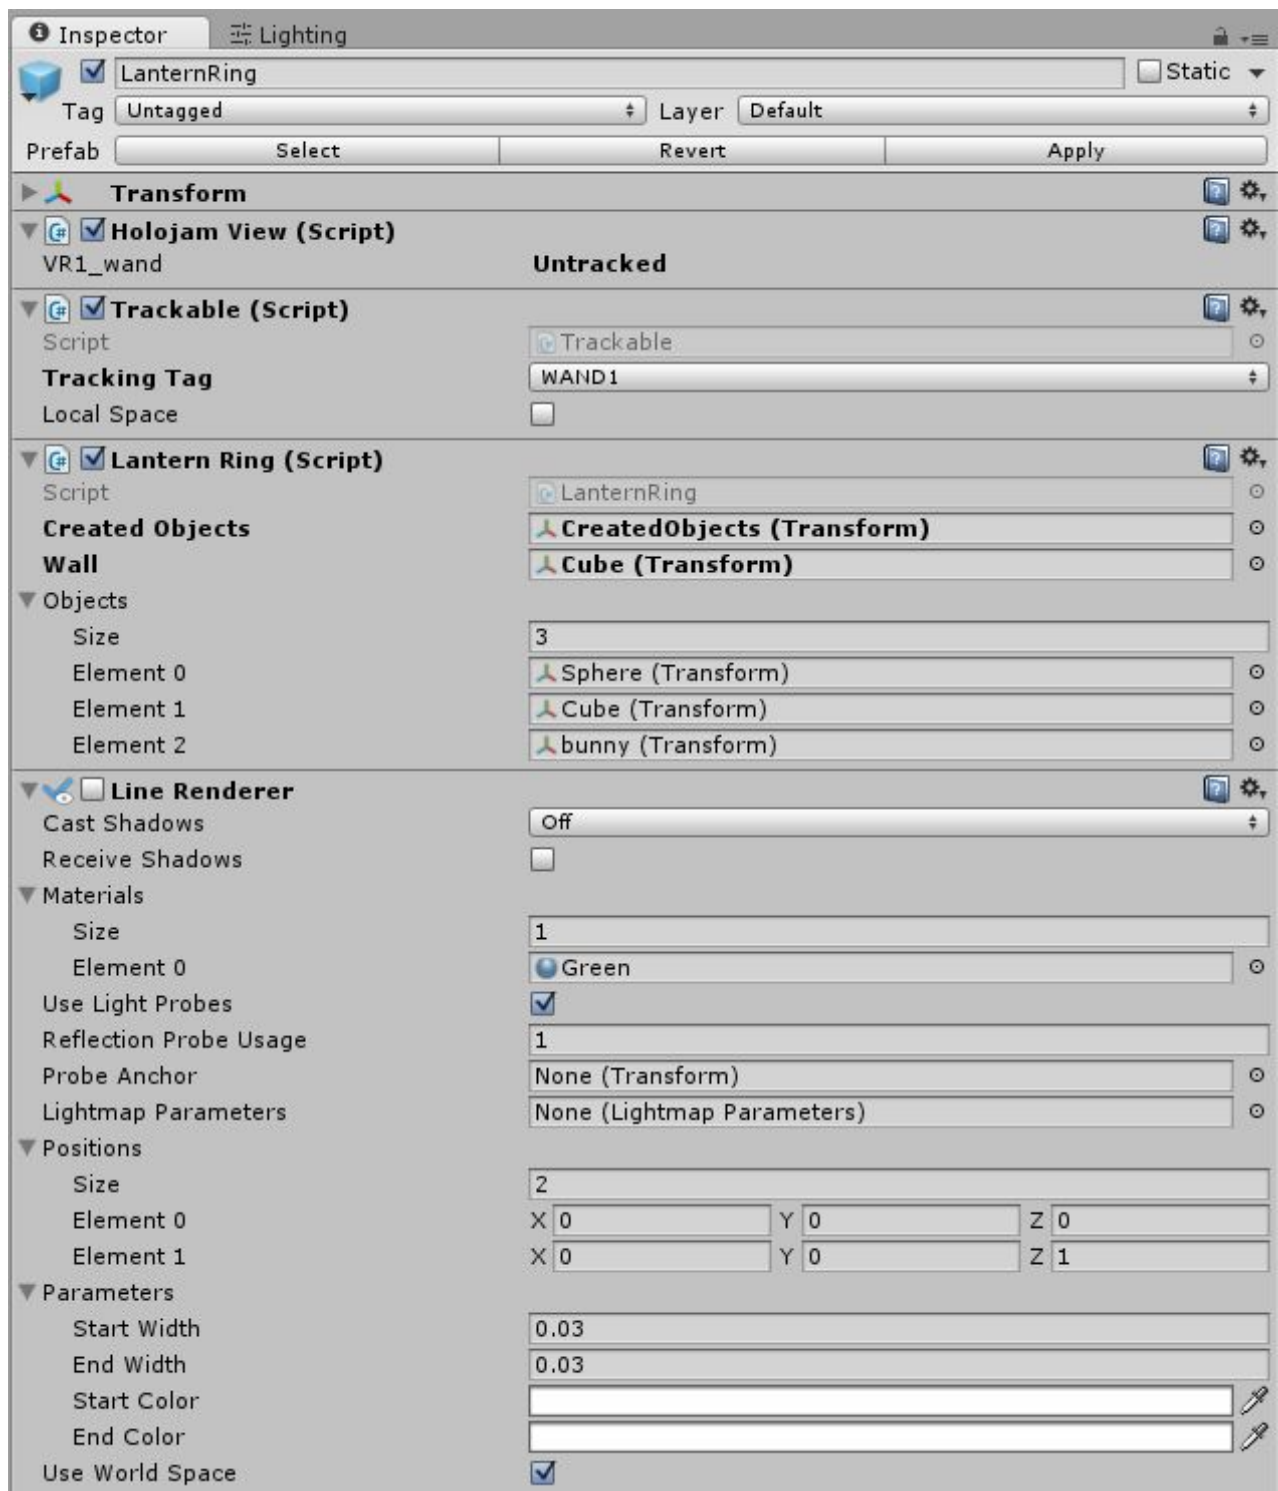 Inspector Lighting
LanternRing Static
Tag Untagged Layer Default
Prefab Select Revert Apply
Transform
Holojam View (Script)
VR1_wand Untracked
Trackable (Script)
Script Trackable
Tracking Tag WAND1
Local Space
Lantern Ring (Script)
Script LanternRing
Created Objects CreatedObjects (Transform)
Wall Cube (Transform)
Objects
Size 3
Element 0 Sphere (Transform)
Element 1 Cube (Transform)
Element 2 bunny (Transform)
Line Renderer
Cast Shadows Off
Receive Shadows
Materials
Size 1
Element 0 Green
Use Light Probes
Reflection Probe Usage 1
Probe Anchor None (Transform)
Lightmap Parameters None (Lightmap Parameters)
Positions
Size 2
Element 0 X 0 Y 0 Z 0
Element 1 X 0 Y 0 Z 1
Parameters
Start Width 0.03
End Width 0.03
Start Color
End Color
Use World Space